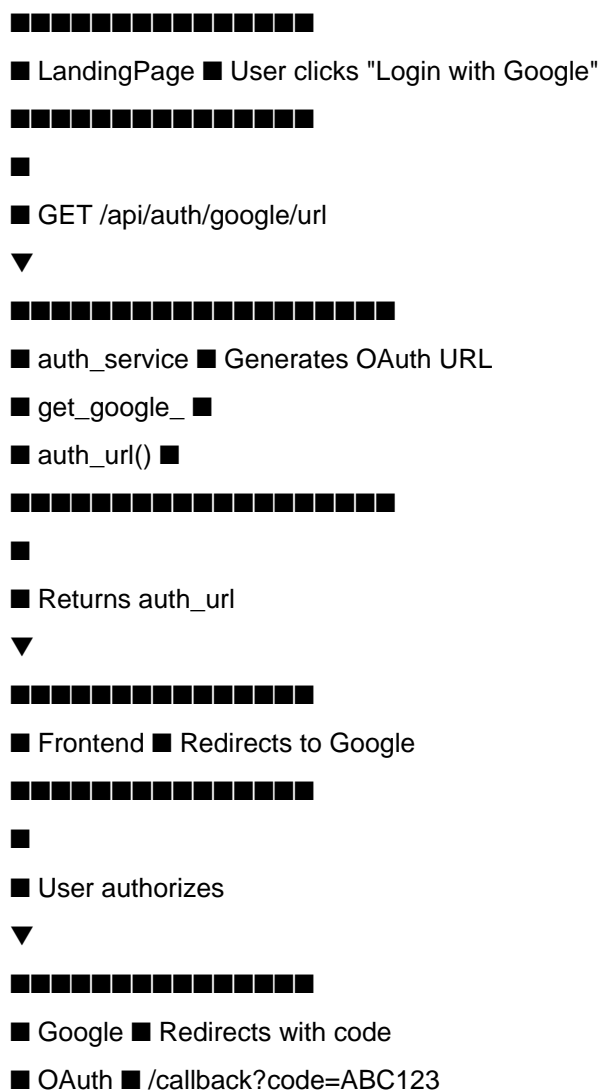 ■■■■■■■■■■■■■■■
■ LandingPage ■ User clicks "Login with Google"
■■■■■■■■■■■■■■■
■
■ GET /api/auth/google/url
▼
■■■■■■■■■■■■■■■■■■■
■ auth_service ■ Generates OAuth URL
■ get_google_ ■
■ auth_url() ■
■■■■■■■■■■■■■■■■■■■
■
■ Returns auth_url
▼
■■■■■■■■■■■■■■■
■ Frontend ■ Redirects to Google
■■■■■■■■■■■■■■■
■
■ User authorizes
▼
■■■■■■■■■■■■■■■
■ Google ■ Redirects with code
■ OAuth ■ /callback?code=ABC123